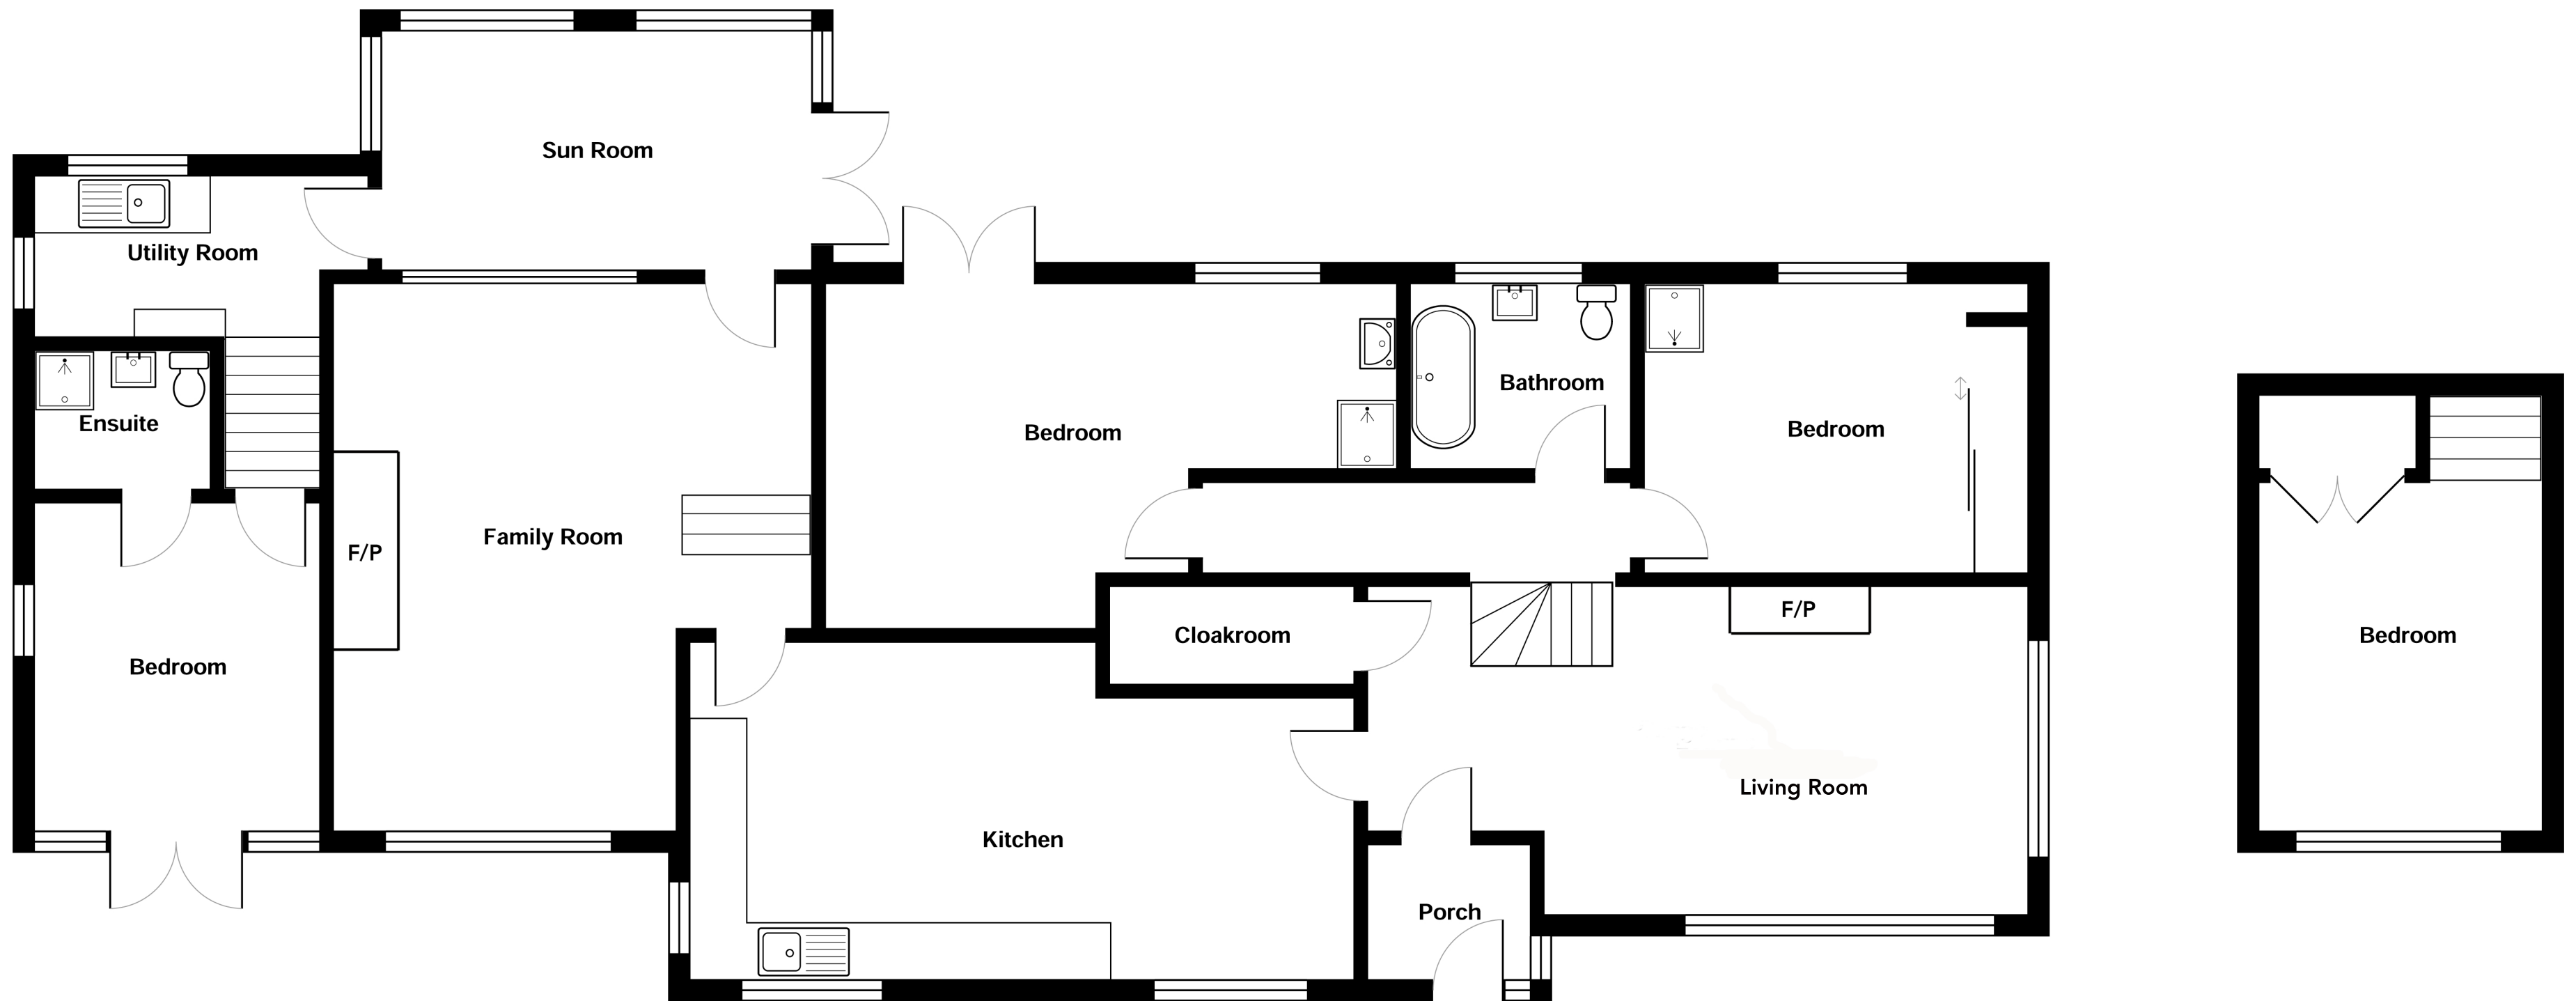 Sun Room
Utility Room
Ensuite
Bedroom
Bathroom
Bedroom
Family Room
F/P
Bedroom
Cloakroom
F/P
Living Room
Kitchen
Porch
Bedroom